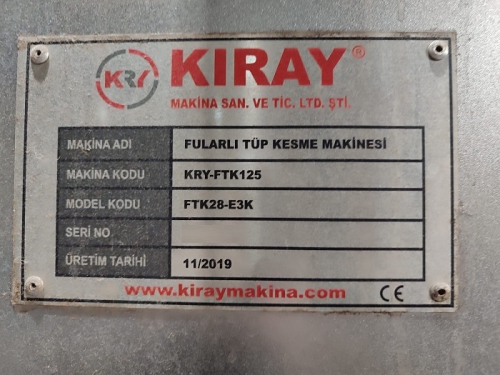 KRY KIRAY®
MAKİNA SAN. VE TİC. LTD. ŞTİ.
MAKİNA ADI FULARLI TÜP KESME MAKİNESİ
MAKİNA KODU KRY-FTK125
MODEL KODU FTK28-E3K
SERİ NO
ÜRETİM TARİHİ 11/2019
www.kiraymakina.com CE